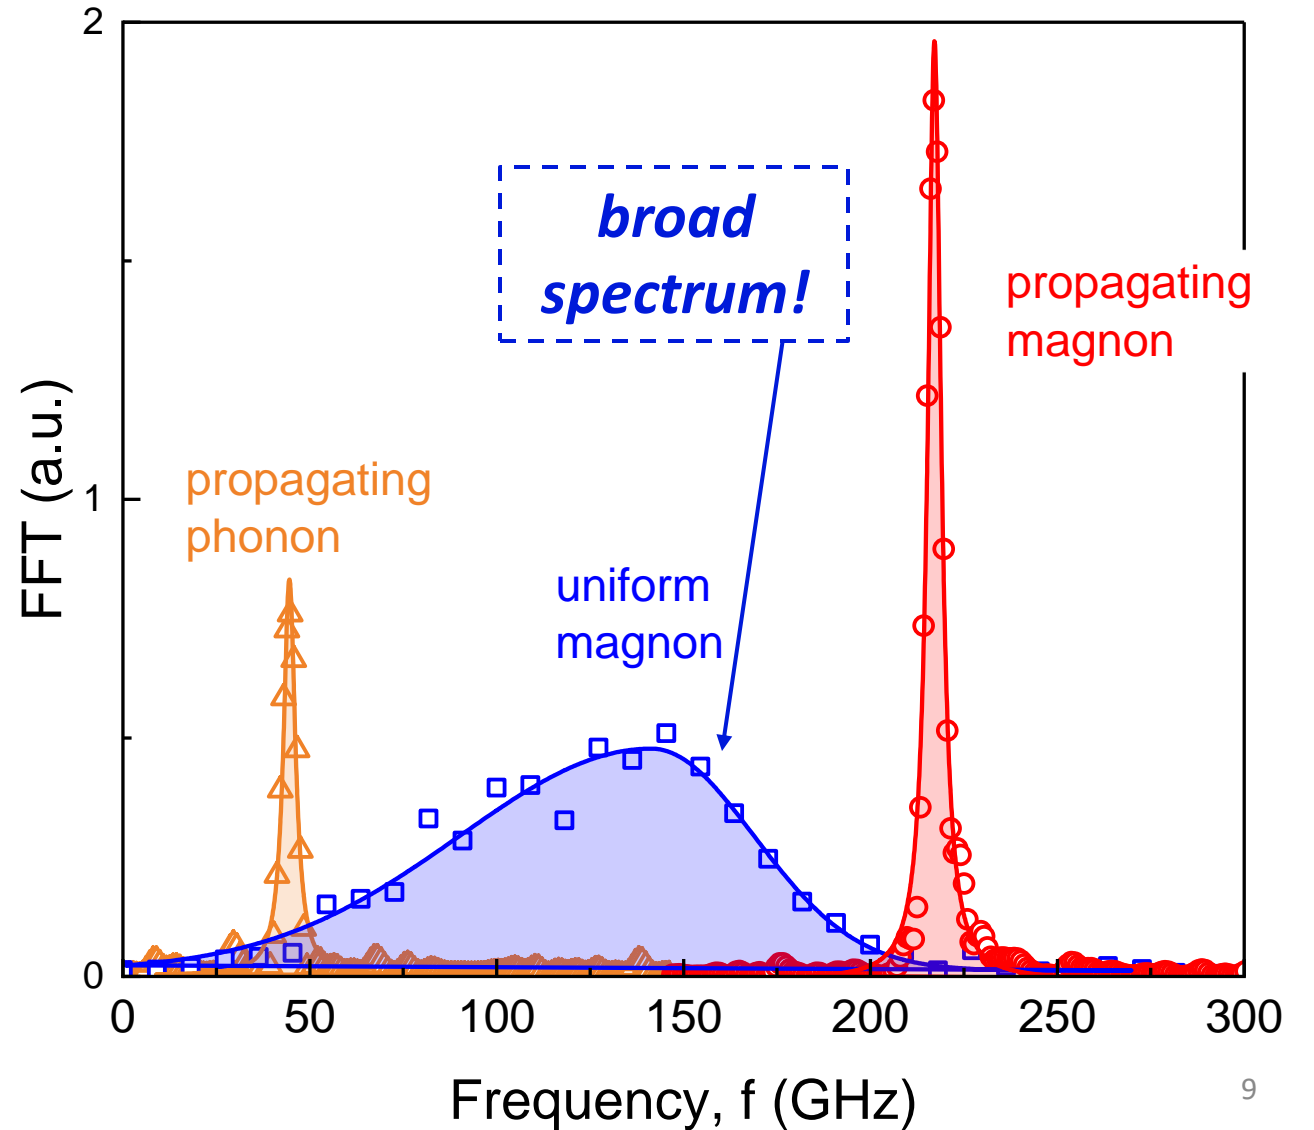 2
broad
spectrum!
propagating
magnon
FFT (a.u.)
1
propagating
phonon
uniform
magnon
0
0 50 100 150 200 250 300
Frequency, f (GHz)
9